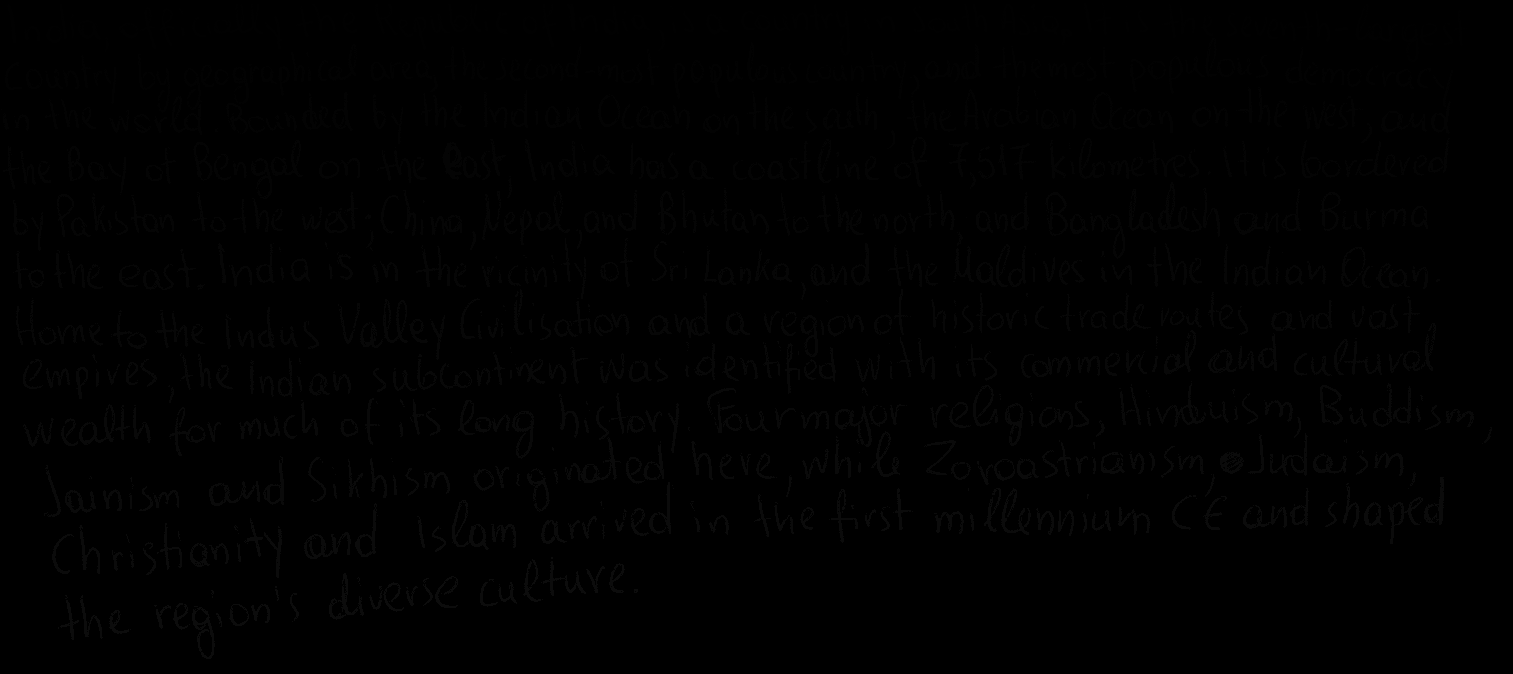 country by geographical area, the second most populous country, and the most populous democracy
in the world. Bounded by the Indian Ocean on the south, the Arabian Ocean on the west, and
the Bay of Bengal on the east, India has a coastline of 7,517 kilometres. It is bordered
by Pakistan to the west; China, Nepal, and Bhutan to the north, and Bangladesh and Burma
to the east. India is in the vicinity of Sri Lanka, and the Maldives in the Indian Ocean.
Home to the Indus Valley Civilisation and a region of historic trade routes and vast
empires, the Indian subcontinent was identified with its commercial and cultural
wealth for much of its long history. Four major religions, Hinduism, Buddism,
Jainism and Sikhism originated here, while Zoroastrianism, Judaism,
Christianity and Islam arrived in the first millennium CE and shaped
the region's diverse culture.